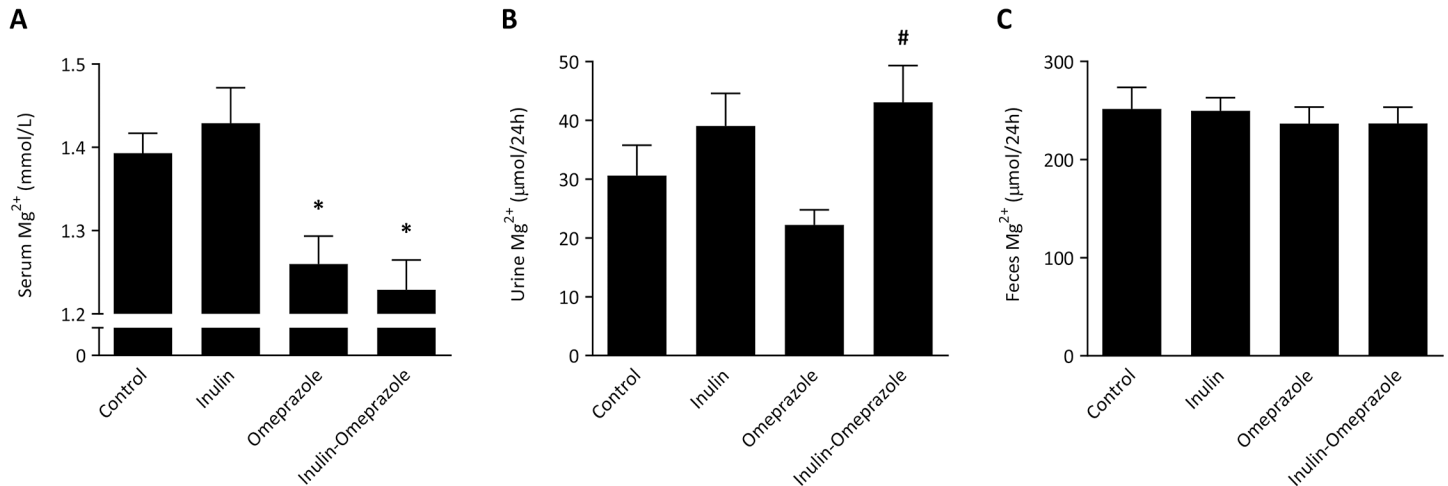 A
Serum Mg²⁺ (mmol/L)
1.5
1.4
1.3
1.2
0
*
*
Control
Inulin
Omeprazole
Inulin-Omeprazole
B
Urine Mg²⁺ (μmol/24h)
50
40
30
20
10
0
#
Control
Inulin
Omeprazole
Inulin-Omeprazole
C
Feces Mg²⁺ (μmol/24h)
300
200
100
0
Control
Inulin
Omeprazole
Inulin-Omeprazole